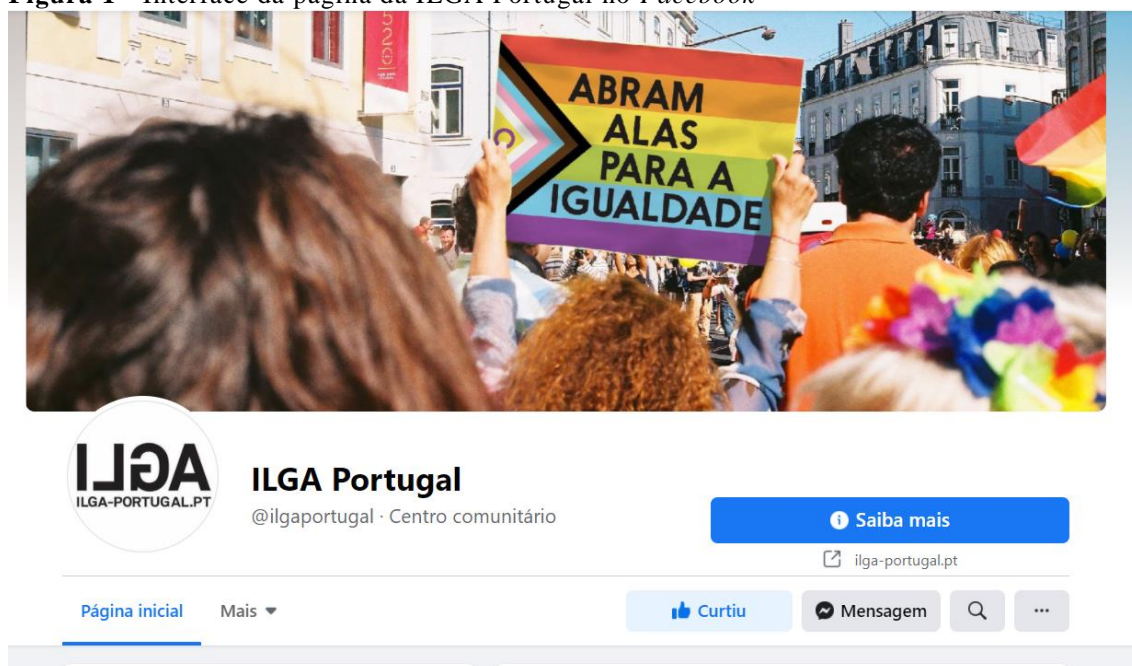 Figura 1 - Interface da página da ILGA Portugal no Facebook
ABRAM
ALAS
PARA A
IGUALDADE
ILGA
ILGA-PORTUGAL.PT
ILGA Portugal
@ilgaportugal · Centro comunitário
Saiba mais
ilga-portugal.pt
Página inicial
Mais
Curtiu
Mensagem